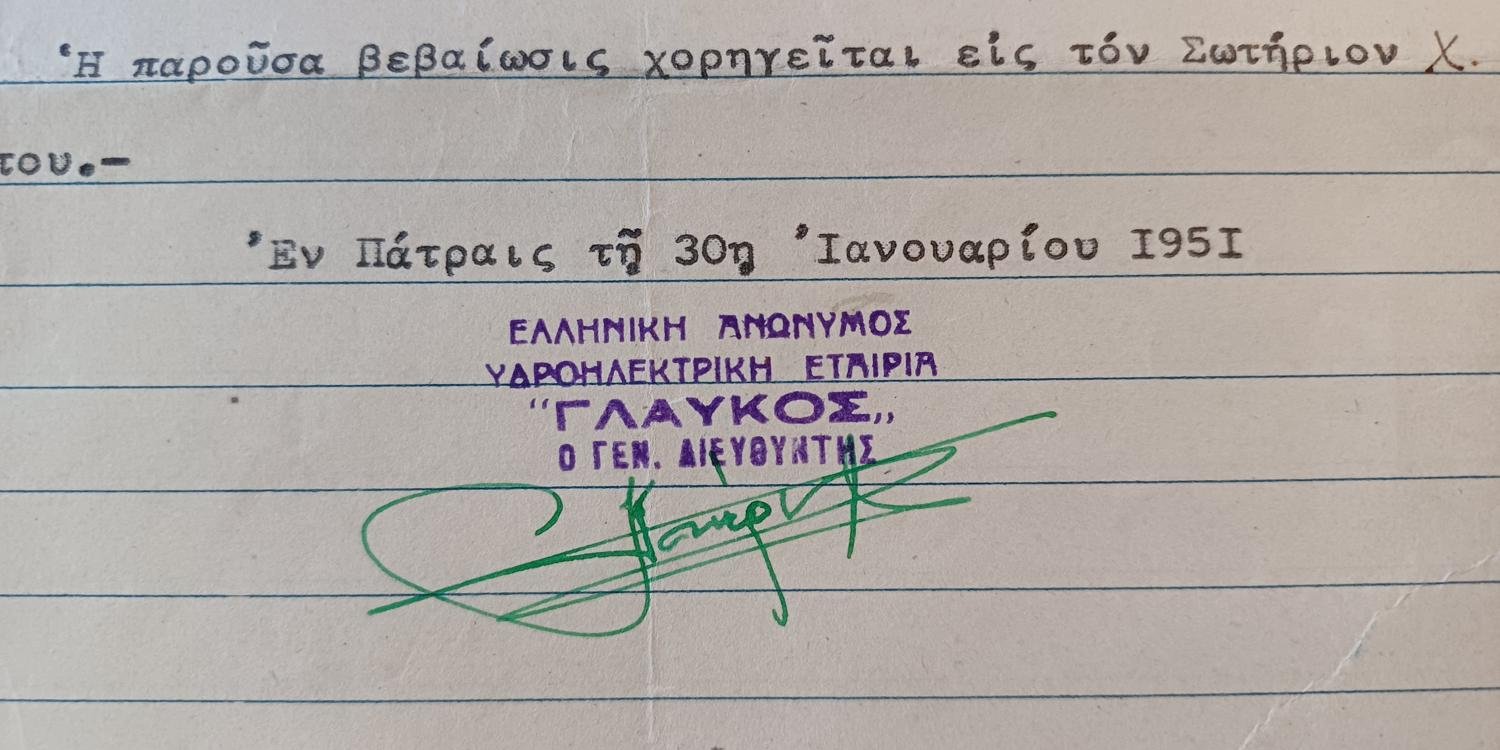 Ἡ παροῦσα βεβαίωσις χορηγεῖται εἰς τόν Σωτήριον Χ.
του.-
Ἐν Πάτραις τῇ 30ῃ Ἰανουαρίου I95I
ΕΛΛΗΝΙΚΗ ΑΝΩΝΥΜΟΣ
ΥΔΡΟΗΛΕΚΤΡΙΚΗ ΕΤΑΙΡΙΑ
"ΓΛΑΥΚΟΣ„
Ο ΓΕΝ. ΔΙΕΥΘΥΝΤΗΣ